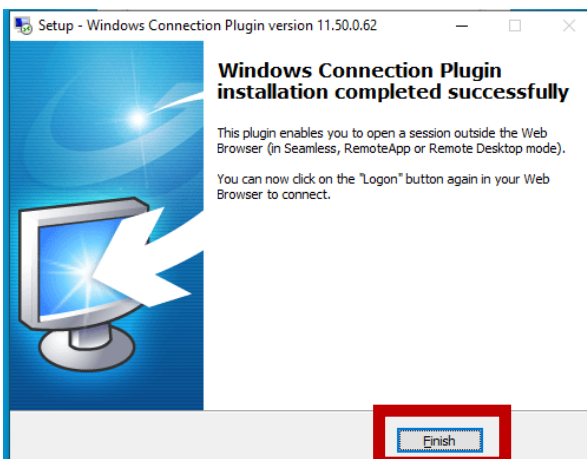 Setup - Windows Connection Plugin version 11.50.0.62
Windows Connection Plugin
installation completed successfully
This plugin enables you to open a session outside the Web
Browser (in Seamless, RemoteApp or Remote Desktop mode).
You can now click on the "Logon" button again in your Web
Browser to connect.
Finish